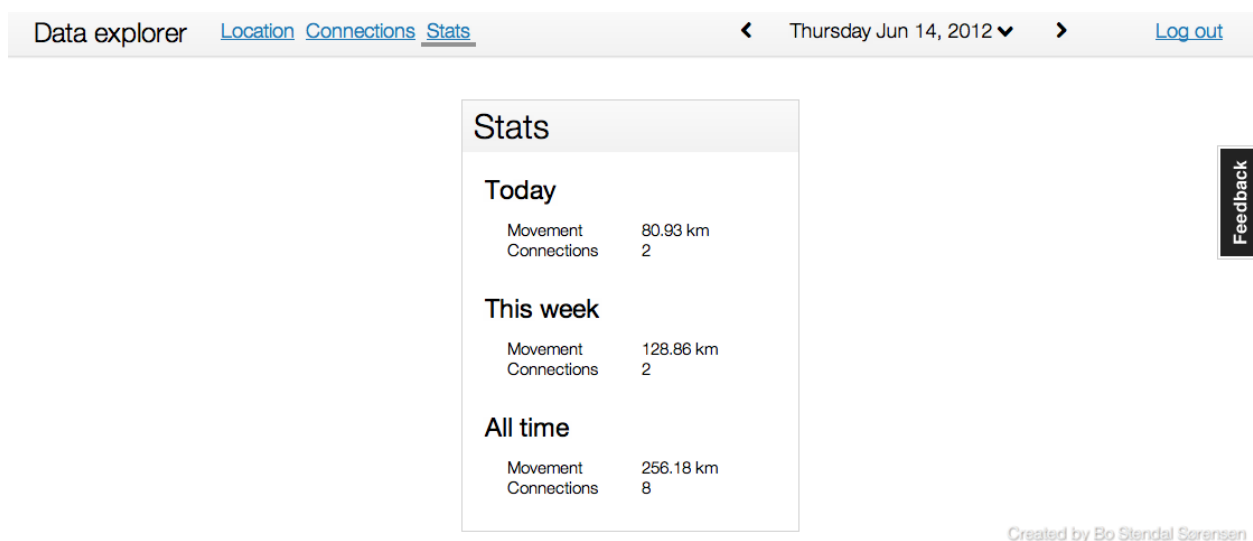 Data explorer Location Connections Stats Thursday Jun 14, 2012 Log out
Stats
Feedback
Today
Movement 80.93 km
Connections 2
This week
Movement 128.86 km
Connections 2
All time
Movement 256.18 km
Connections 8
Created by Bo Stendal Sørensen